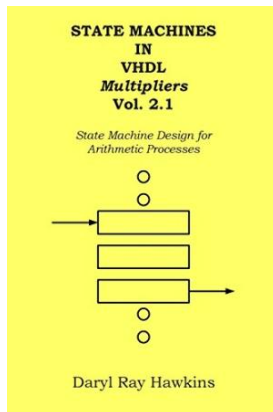 STATE MACHINES
IN
VHDL
Multipliers
Vol. 2.1
State Machine Design for
Arithmetic Processes
Daryl Ray Hawkins